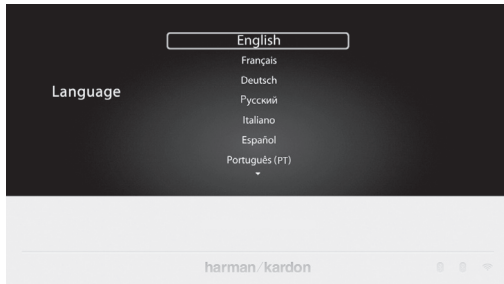 English
Français
Deutsch
Language
Русский
Italiano
Español
Português (PT)
harman/kardon